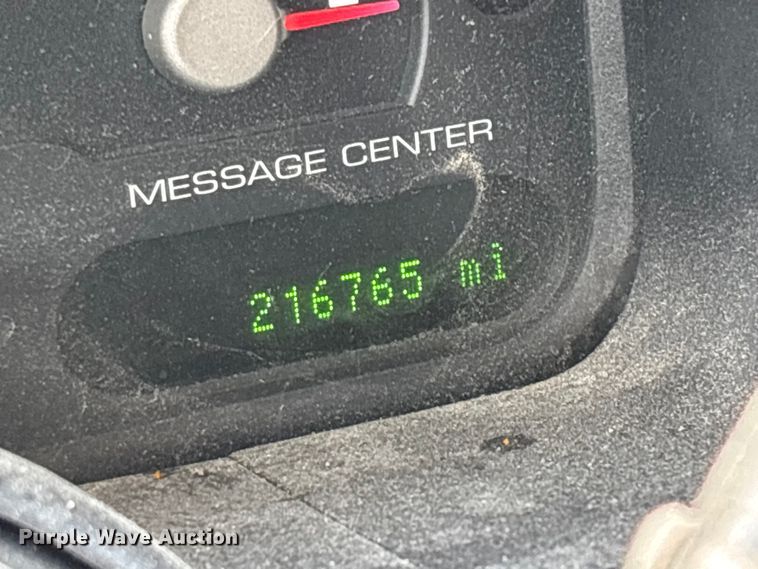 MESSAGE CENTER
216765 mi
Purple Wave Auction